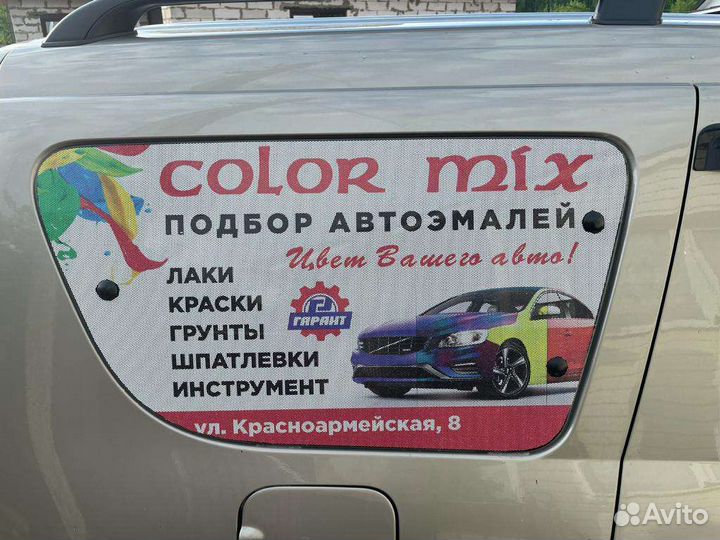 COLOR MIX
ПОДБОР АВТОЭМАЛЕЙ
Цвет Вашего авто!
ЛАКИ
КРАСКИ
ГРУНТЫ
ШПАТЛЕВКИ
ИНСТРУМЕНТ
ГАРАНТ
ул. Красноармейская, 8
Avito